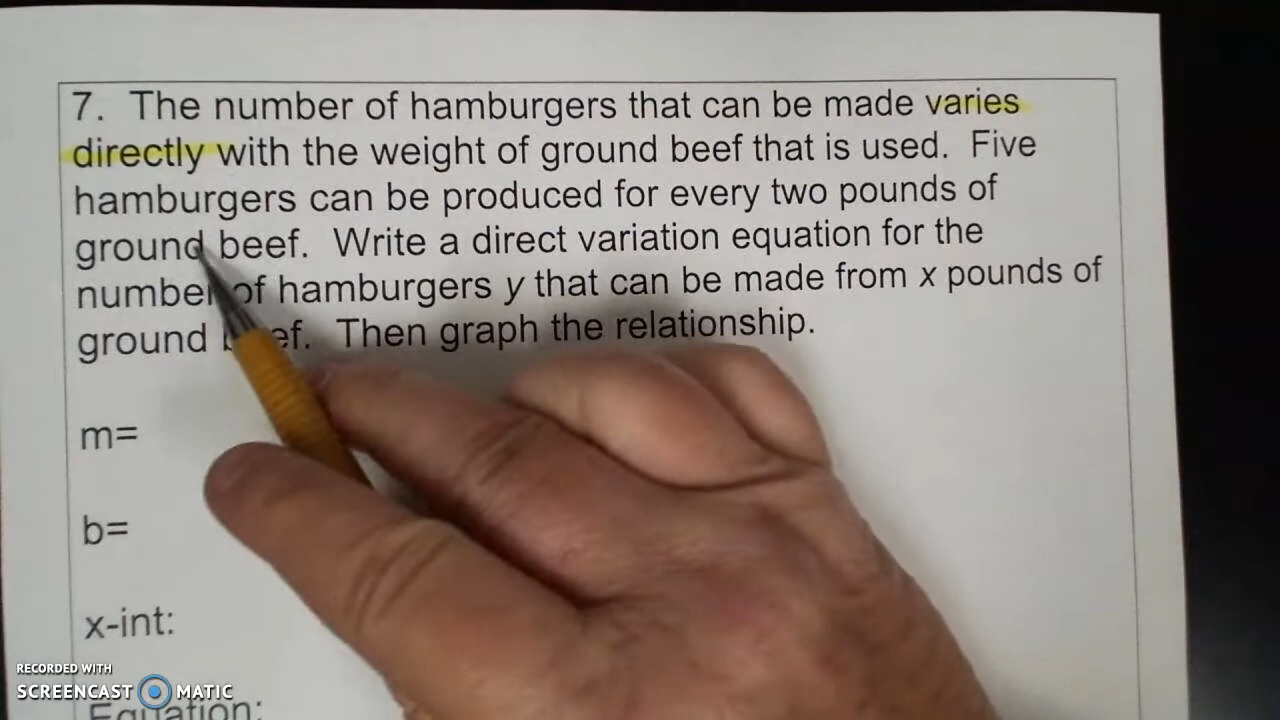 7. The number of hamburgers that can be made varies
directly with the weight of ground beef that is used. Five
hamburgers can be produced for every two pounds of
ground beef. Write a direct variation equation for the
number of hamburgers y that can be made from x pounds of
ground beef. Then graph the relationship.
m=
b=
x-int:
RECORDED WITH
SCREENCAST MATIC
Equation: